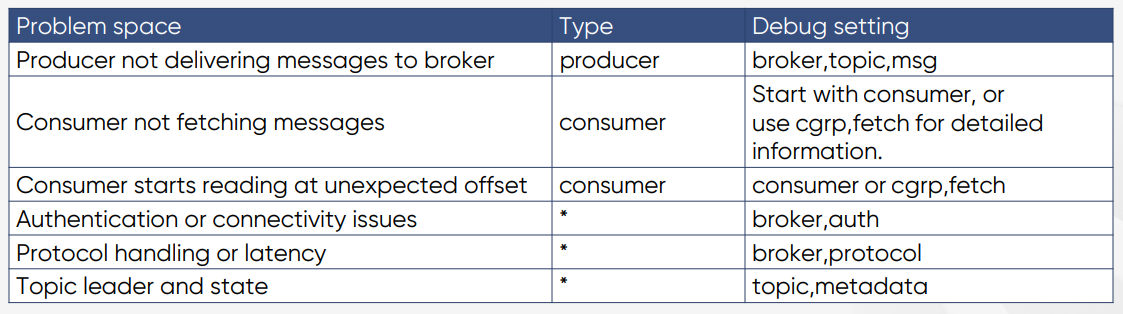 Problem space Type Debug setting
Producer not delivering messages to broker producer broker,topic,msg
Consumer not fetching messages consumer Start with consumer, or
use cgrp,fetch for detailed
information.
Consumer starts reading at unexpected offset consumer consumer or cgrp,fetch
Authentication or connectivity issues * broker,auth
Protocol handling or latency * broker,protocol
Topic leader and state * topic,metadata